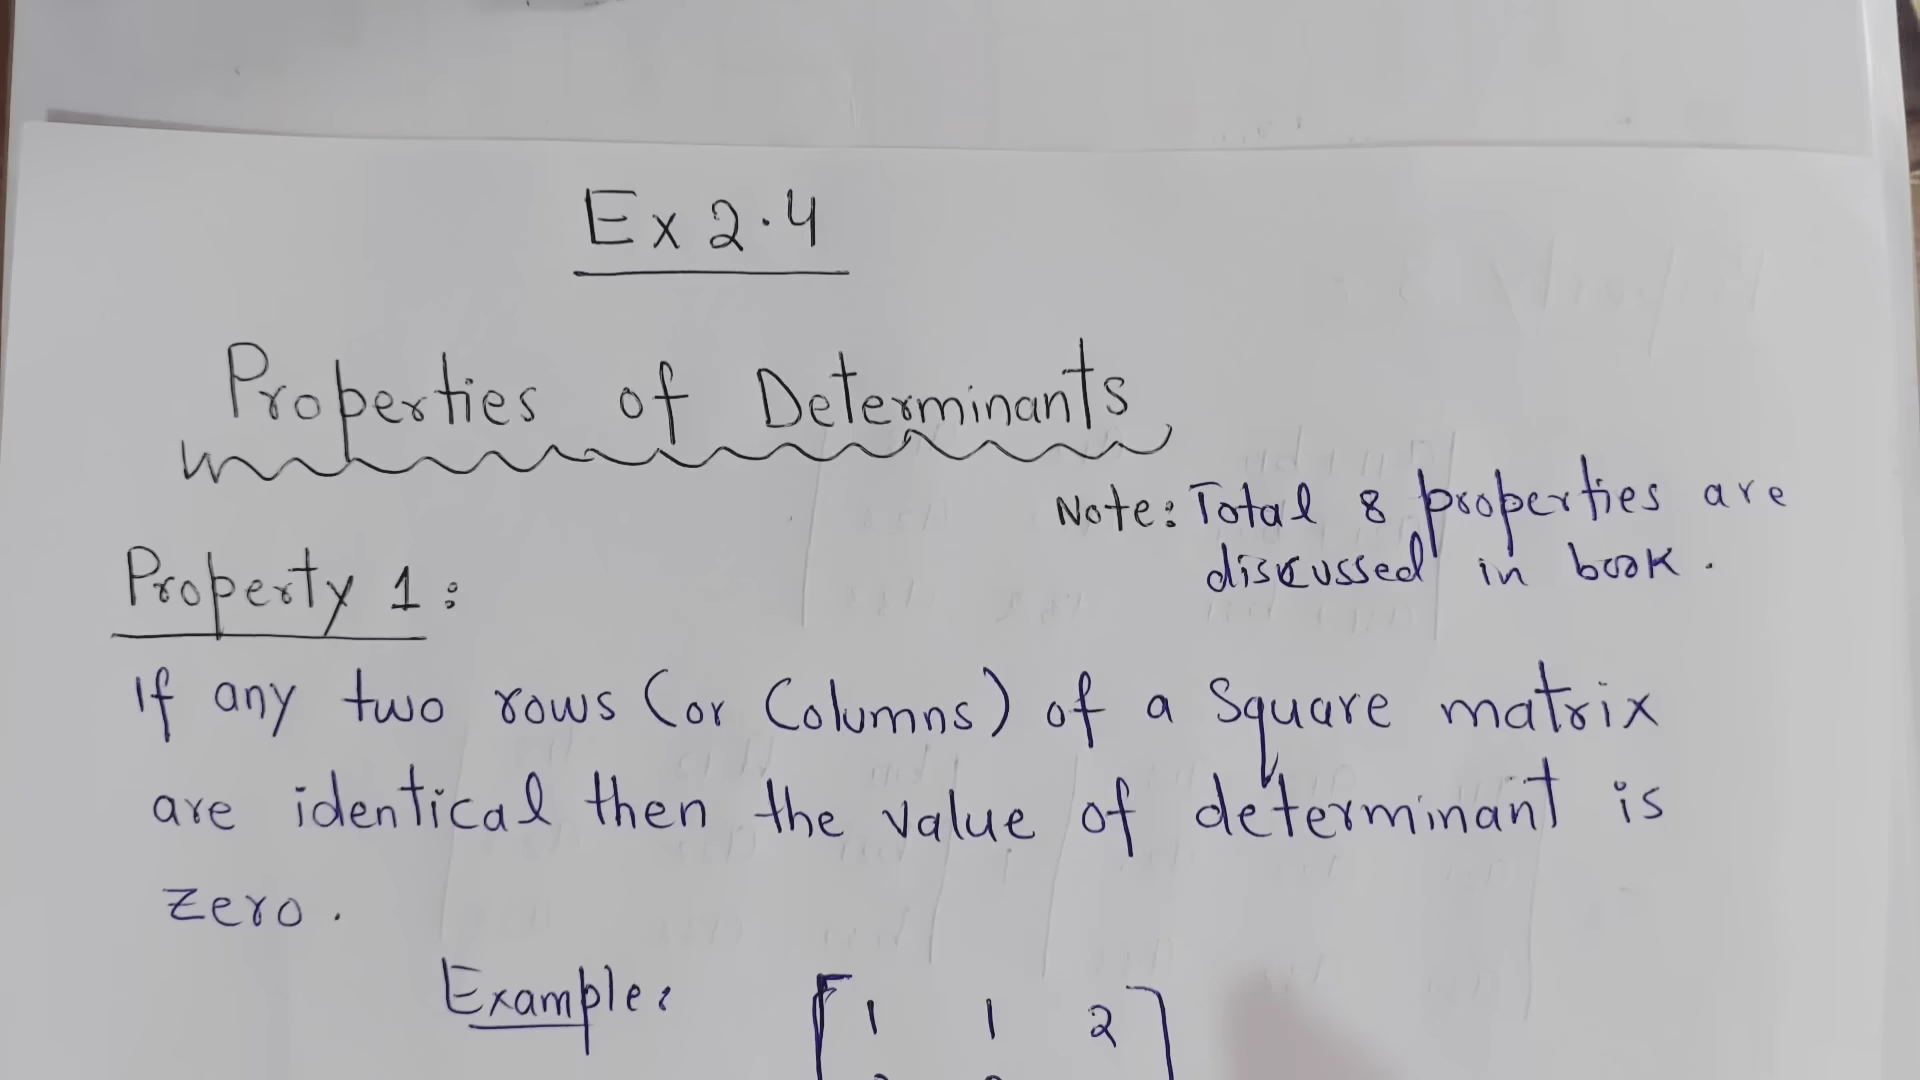 Ex 2.4
Properties of Determinants
Note: Total 8 properties are
discussed in book.
Property 1:
If any two rows (or Columns) of a Square matrix
are identical then the value of determinant is
zero.
Example:
1 1 2